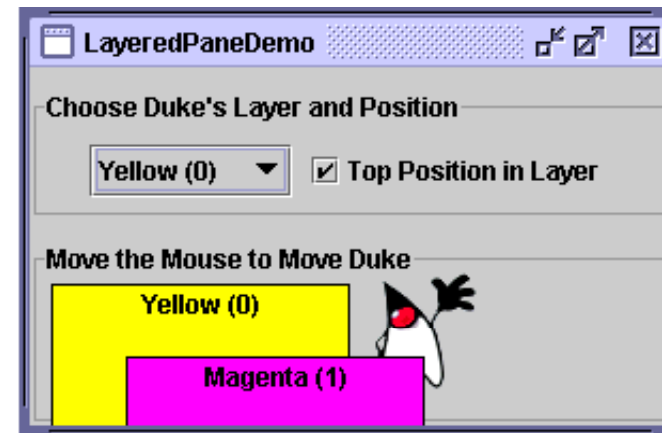 LayeredPaneDemo
Choose Duke's Layer and Position
Yellow (0)
Top Position in Layer
Move the Mouse to Move Duke
Yellow (0)
Magenta (1)